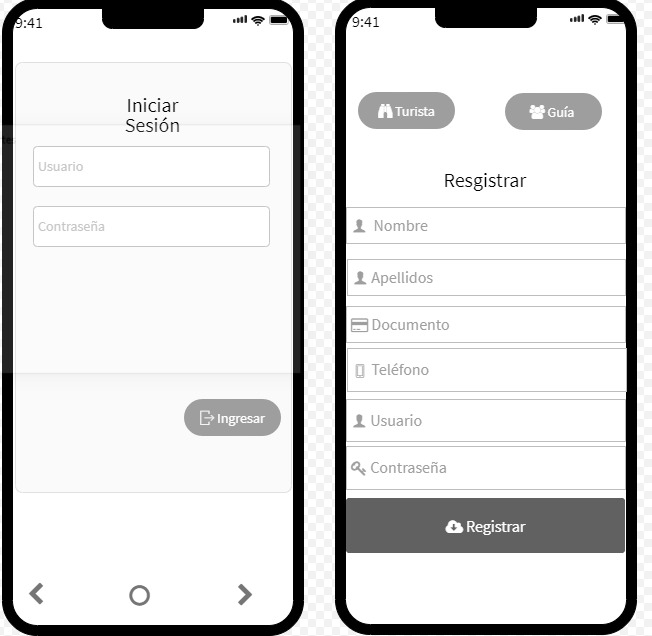 9:41
Iniciar
Sesión
tes
Usuario
Contraseña
Ingresar
9:41
Turista
Guía
Resgistrar
Nombre
Apellidos
Documento
Teléfono
Usuario
Contraseña
Registrar